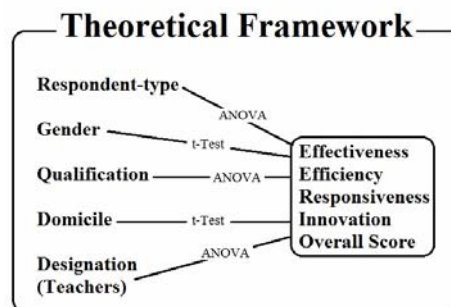 Theoretical Framework
Respondent-type
ANOVA
Gender
t-Test
Qualification
ANOVA
Domicile
t-Test
Designation
(Teachers)
ANOVA
Effectiveness
Efficiency
Responsiveness
Innovation
Overall Score